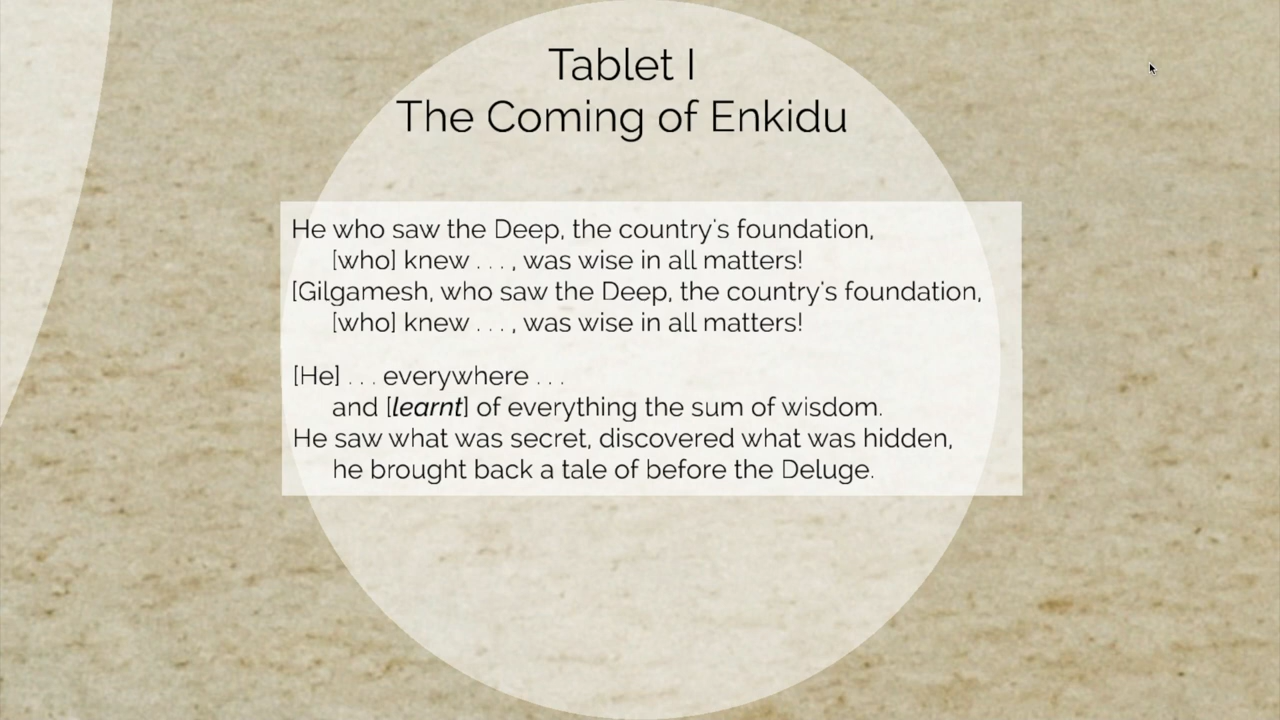 Tablet I
The Coming of Enkidu
He who saw the Deep, the country's foundation,
[who] knew . . . , was wise in all matters!
[Gilgamesh, who saw the Deep, the country's foundation,
[who] knew . . . , was wise in all matters!
[He] . . . everywhere . . .
and [learnt] of everything the sum of wisdom.
He saw what was secret, discovered what was hidden,
he brought back a tale of before the Deluge.